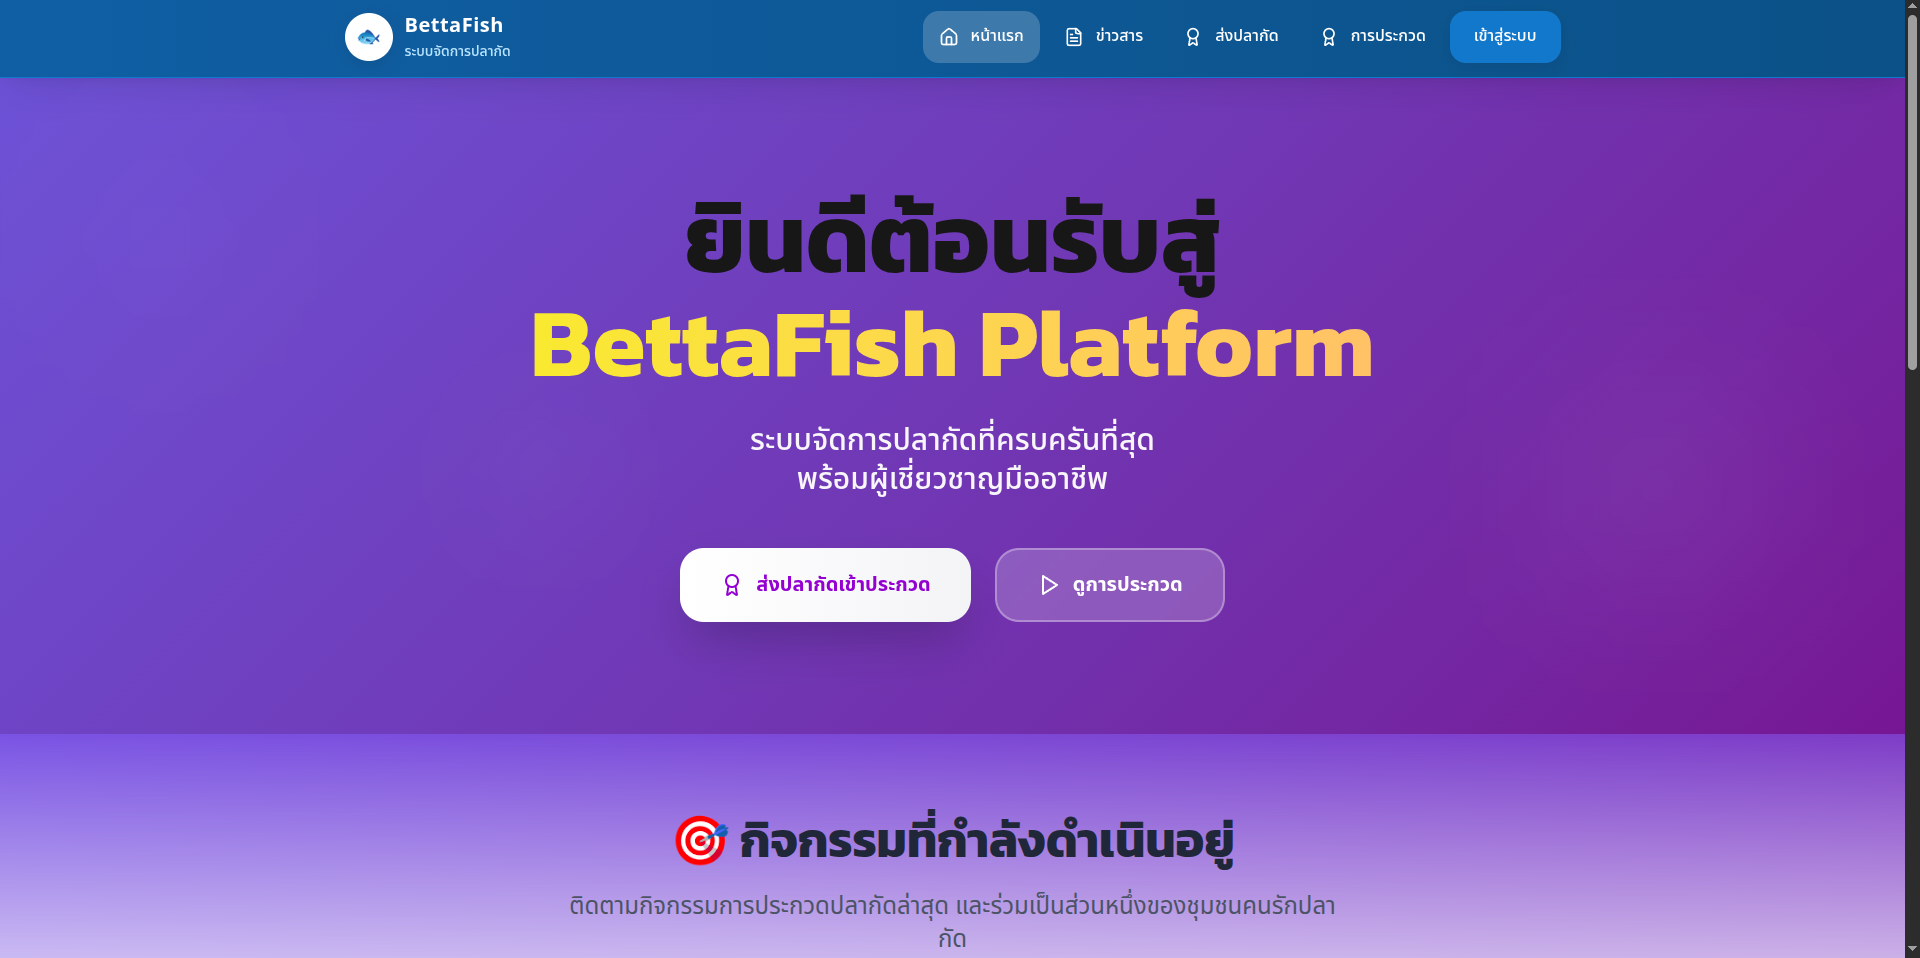 BettaFish
ระบบจัดการปลากัด
หน้าแรก
ข่าวสาร
ส่งปลากัด
การประกวด
เข้าสู่ระบบ
ยินดีต้อนรับสู่
BettaFish Platform
ระบบจัดการปลากัดที่ครบครันที่สุด
พร้อมผู้เชี่ยวชาญมืออาชีพ
ส่งปลากัดเข้าประกวด
ดูการประกวด
กิจกรรมที่กำลังดำเนินอยู่
ติดตามกิจกรรมการประกวดปลากัดล่าสุด และร่วมเป็นส่วนหนึ่งของชุมชนคนรักปลา
กัด